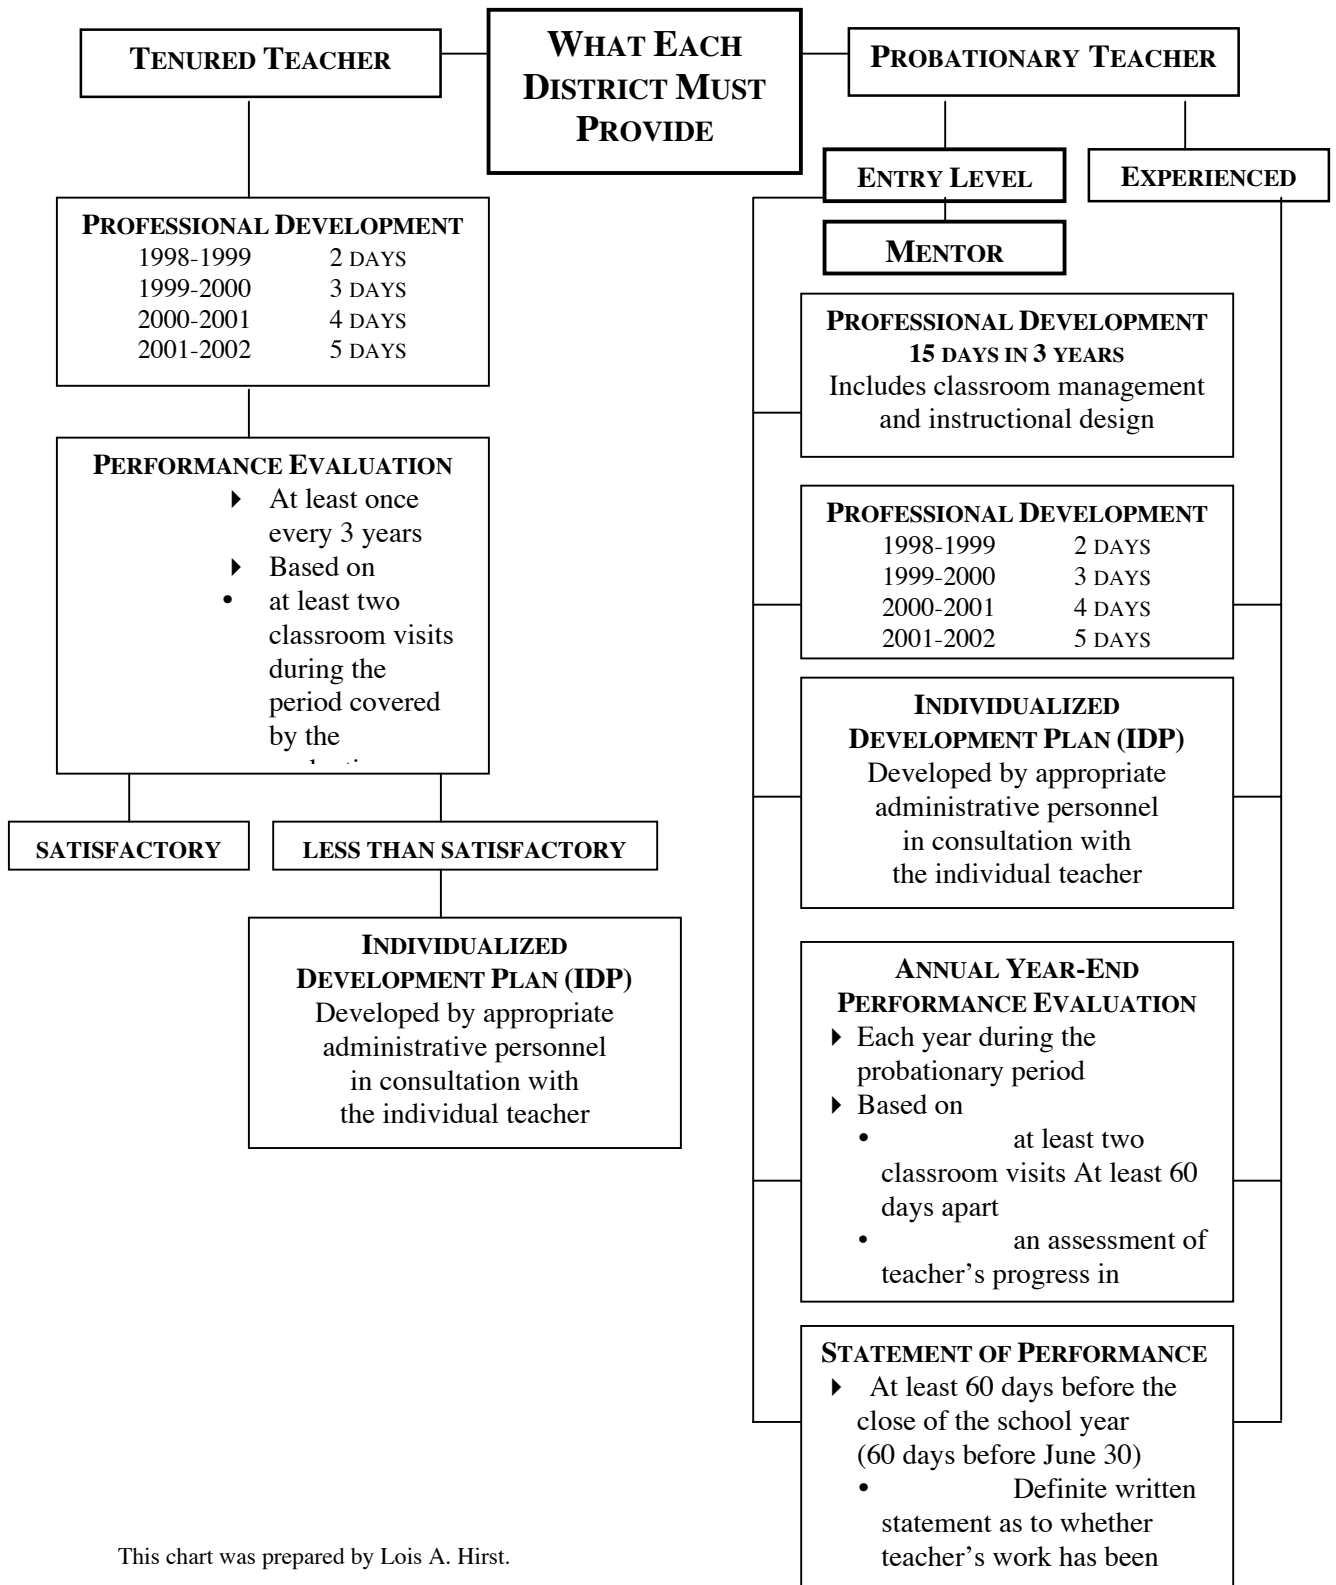 TENURED TEACHER
WHAT EACH
DISTRICT MUST
PROVIDE
PROBATIONARY TEACHER
ENTRY LEVEL
EXPERIENCED
MENTOR
PROFESSIONAL DEVELOPMENT
1998-1999 2 DAYS
1999-2000 3 DAYS
2000-2001 4 DAYS
2001-2002 5 DAYS
PERFORMANCE EVALUATION
At least once
every 3 years
Based on
• at least two
classroom visits
during the
period covered
by the
SATISFACTORY
LESS THAN SATISFACTORY
INDIVIDUALIZED
DEVELOPMENT PLAN (IDP)
Developed by appropriate
administrative personnel
in consultation with
the individual teacher
PROFESSIONAL DEVELOPMENT
15 DAYS IN 3 YEARS
Includes classroom management
and instructional design
PROFESSIONAL DEVELOPMENT
1998-1999 2 DAYS
1999-2000 3 DAYS
2000-2001 4 DAYS
2001-2002 5 DAYS
INDIVIDUALIZED
DEVELOPMENT PLAN (IDP)
Developed by appropriate
administrative personnel
in consultation with
the individual teacher
ANNUAL YEAR-END
PERFORMANCE EVALUATION
Each year during the
probationary period
Based on
• at least two
classroom visits At least 60
days apart
• an assessment of
teacher’s progress in
STATEMENT OF PERFORMANCE
At least 60 days before the
close of the school year
(60 days before June 30)
• Definite written
statement as to whether
teacher’s work has been
This chart was prepared by Lois A. Hirst.